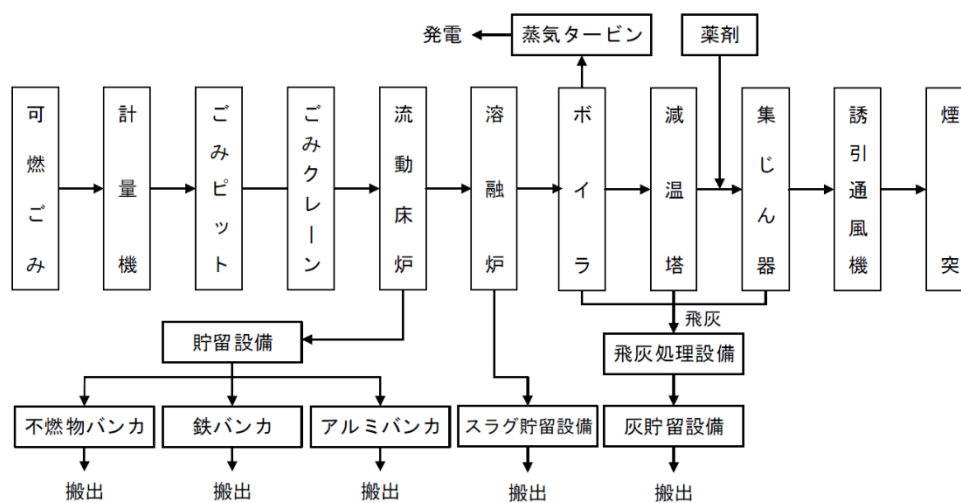 発電
蒸気タービン
薬剤
可燃ごみ
計量機
ごみピット
ごみクレーン
流動床炉
溶融炉
ボイラ
減温塔
集じん器
誘引通風機
煙突
飛灰
貯留設備
飛灰処理設備
不燃物バンカ
鉄バンカ
アルミバンカ
スラグ貯留設備
灰貯留設備
搬出
搬出
搬出
搬出
搬出